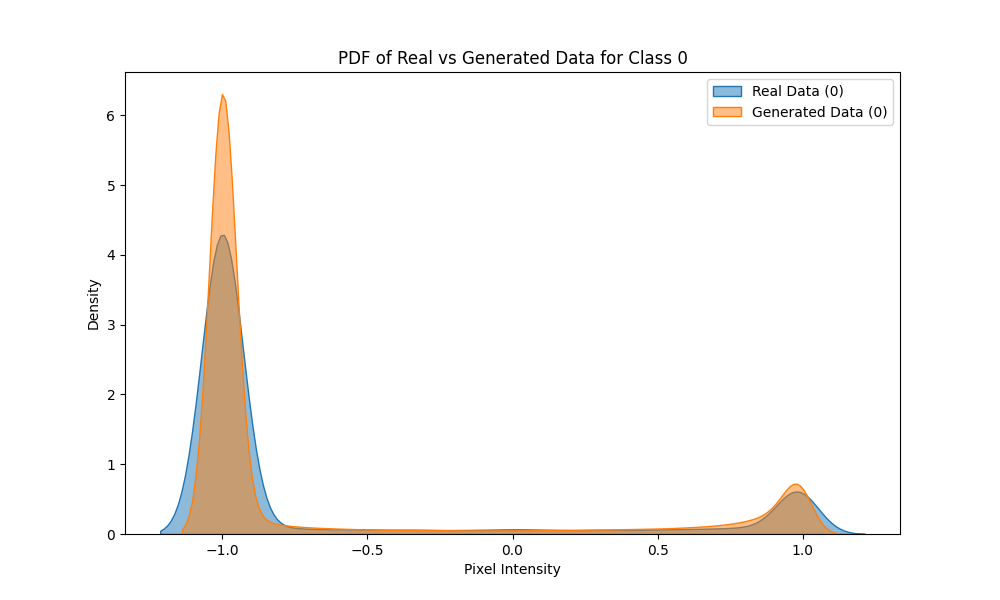 PDF of Real vs Generated Data for Class 0
Real Data (0)
Generated Data (0)
Density
6
5
4
3
2
1
0
−1.0
−0.5
0.0
0.5
1.0
Pixel Intensity